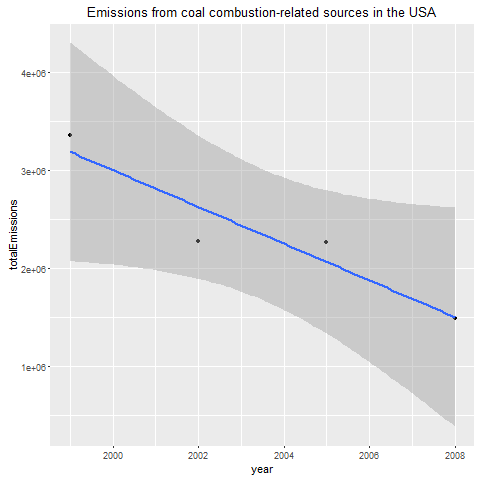 Emissions from coal combustion-related sources in the USA
4e+06
3e+06
2e+06
1e+06
totalEmissions
2000 2002 2004 2006 2008
year